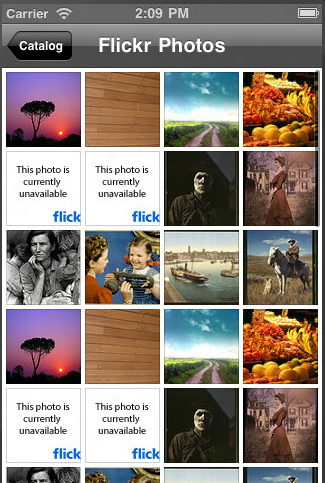 Carrier 2:09 PM
Catalog Flickr Photos
This photo is
currently
unavailable
flick
This photo is
currently
unavailable
flick
This photo is
currently
unavailable
flick
This photo is
currently
unavailable
flick